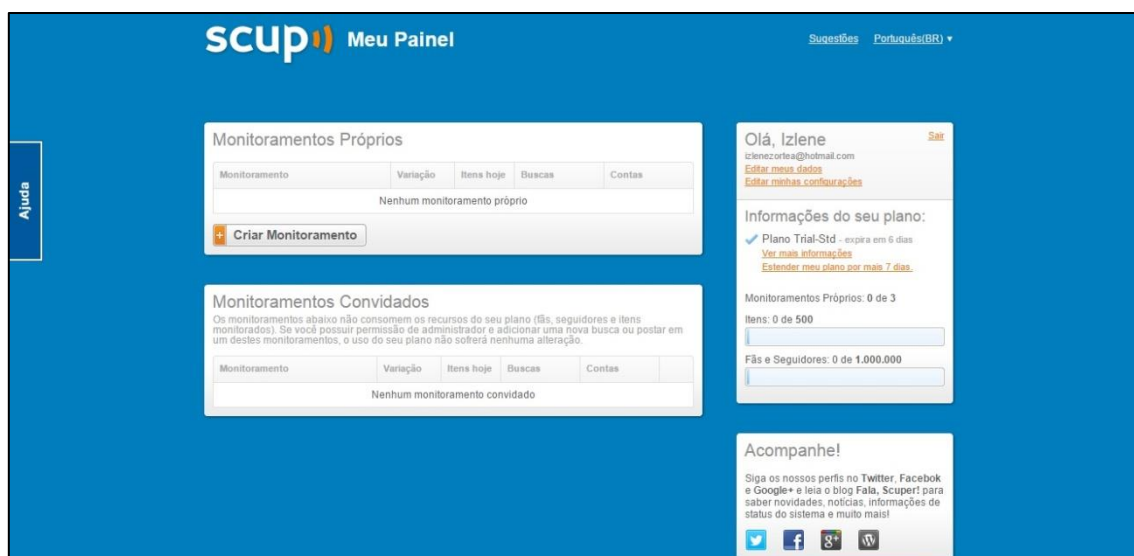 scup Meu Painel
Sugestões Português(BR) ▾
Ajuda
Monitoramentos Próprios
Monitoramento Variação Itens hoje Buscas Contas
Nenhum monitoramento próprio
+ Criar Monitoramento
Monitoramentos Convidados
Os monitoramentos abaixo não consomem os recursos do seu plano (fãs, seguidores e itens
monitorados). Se você possuir permissão de administrador e adicionar uma nova busca ou postar em
um destes monitoramentos, o uso do seu plano não sofrerá nenhuma alteração.
Monitoramento Variação Itens hoje Buscas Contas
Nenhum monitoramento convidado
Olá, Izlene Sair
izlenezortea@hotmail.com
Editar meus dados
Editar minhas configurações
Informações do seu plano:
Plano Trial-Std - expira em 6 dias
Ver mais informações
Estender meu plano por mais 7 dias.
Monitoramentos Próprios: 0 de 3
Itens: 0 de 500
Fãs e Seguidores: 0 de 1.000.000
Acompanhe!
Siga os nossos perfis no Twitter, Facebok
e Google+ e leia o blog Fala, Scuper! para
saber novidades, notícias, informações de
status do sistema e muito mais!